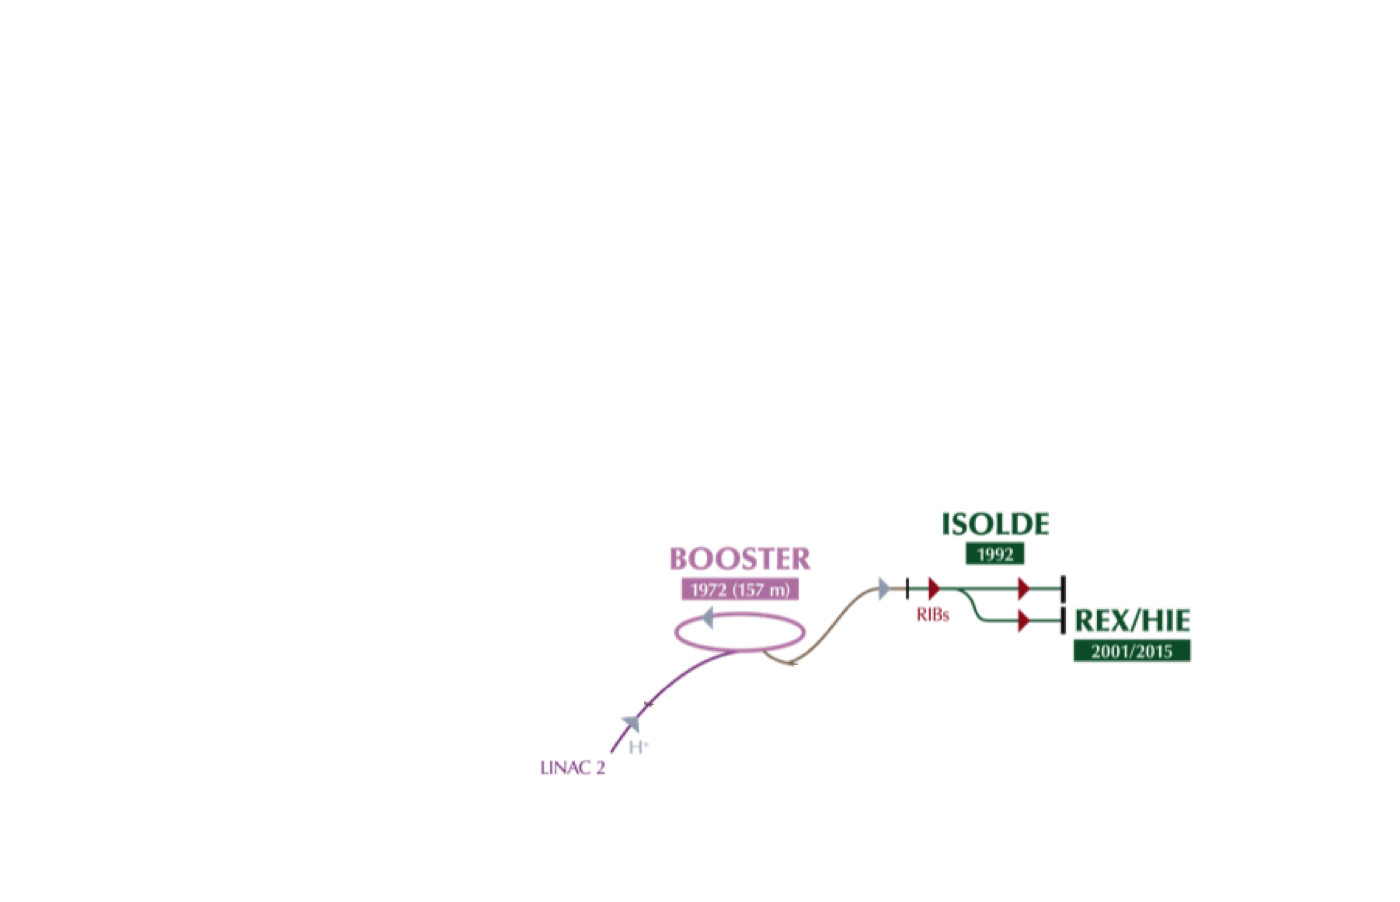 ISOLDE
1992
BOOSTER
1972 (157 m)
RIBs
REX/HIE
2001/2015
H+
LINAC 2